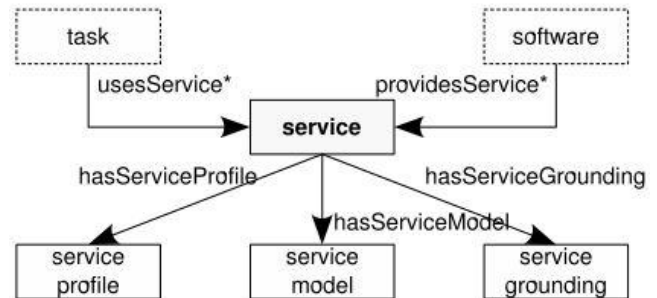 task
software
usesService*
providesService*
service
hasServiceProfile
hasServiceGrounding
hasServiceModel
service
profile
service
model
service
grounding